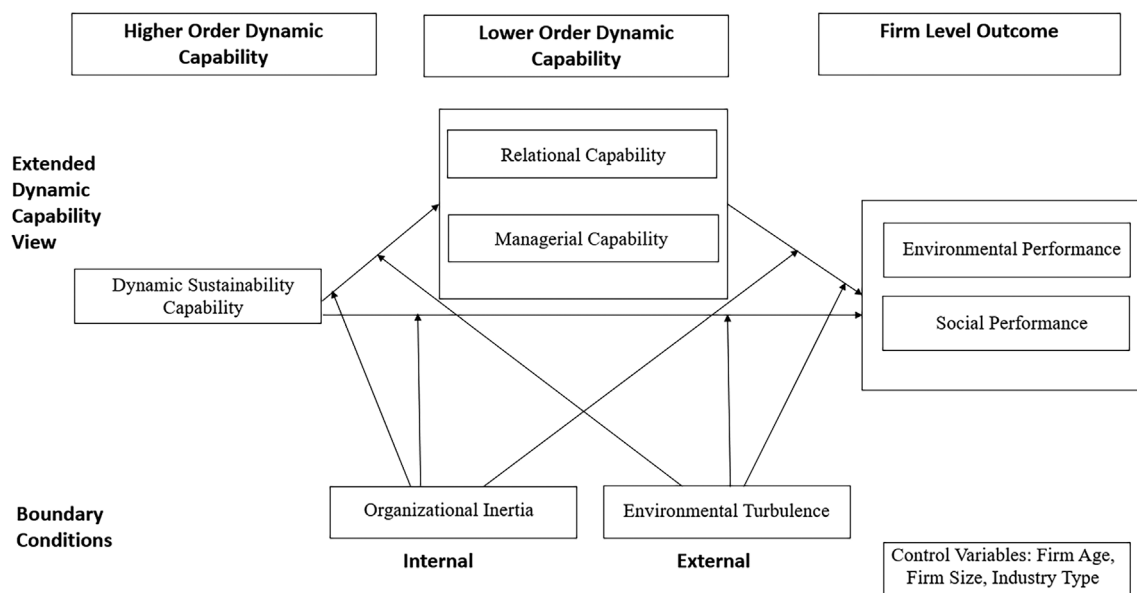 Higher Order Dynamic
Capability
Lower Order Dynamic
Capability
Firm Level Outcome
Extended
Dynamic
Capability
View
Relational Capability
Managerial Capability
Dynamic Sustainability
Capability
Environmental Performance
Social Performance
Boundary
Conditions
Organizational Inertia
Environmental Turbulence
Internal
External
Control Variables: Firm Age,
Firm Size, Industry Type